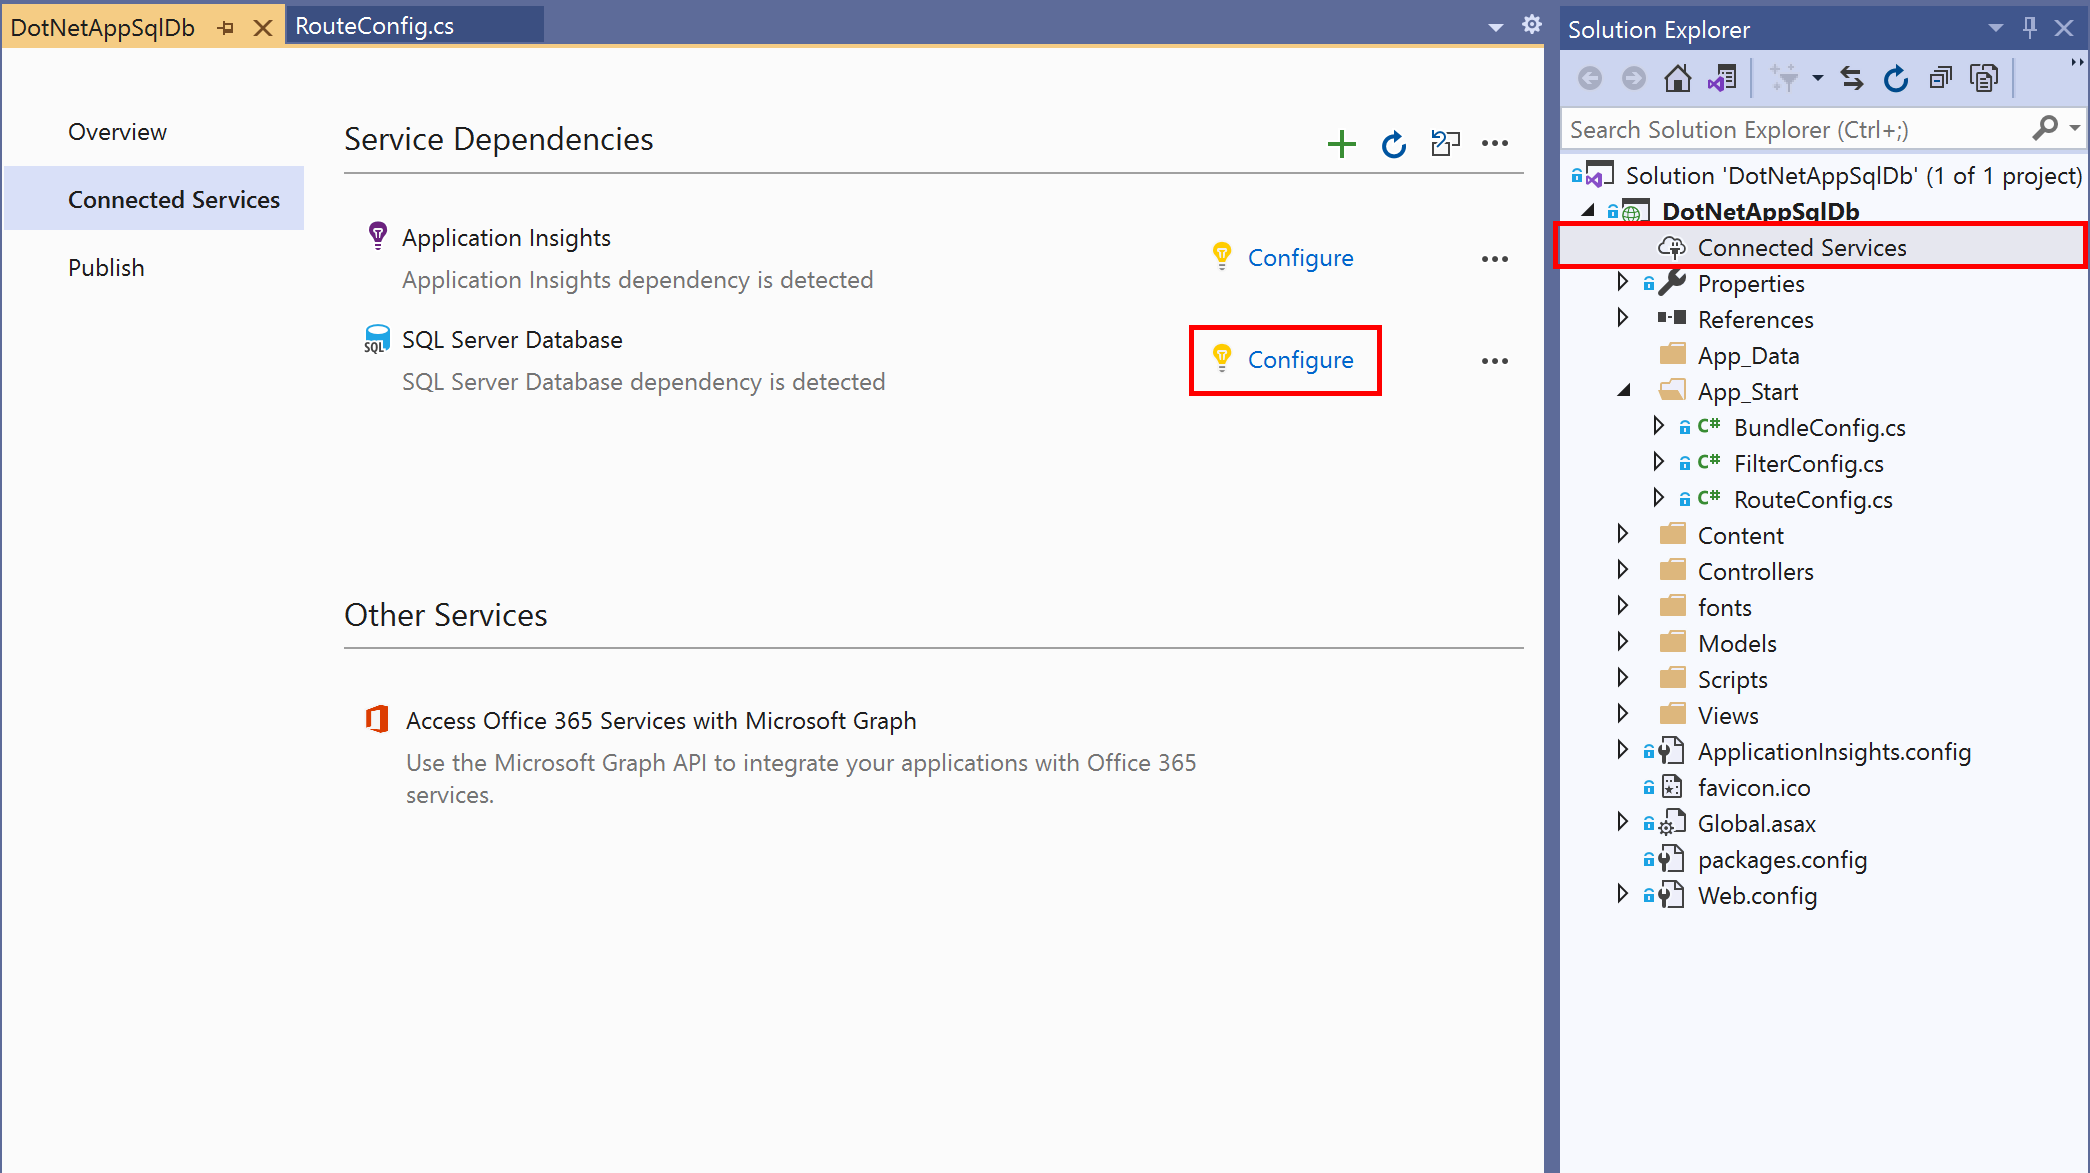 DotNetAppSqlDb
RouteConfig.cs
Overview
Connected Services
Publish
Service Dependencies
Application Insights
Application Insights dependency is detected
Configure
SQL
SQL Server Database
SQL Server Database dependency is detected
Configure
Other Services
Access Office 365 Services with Microsoft Graph
Use the Microsoft Graph API to integrate your applications with Office 365
services.
Solution Explorer
Search Solution Explorer (Ctrl+;)
Solution 'DotNetAppSqlDb' (1 of 1 project)
DotNetAppSqlDb
Connected Services
Properties
References
App_Data
App_Start
C# BundleConfig.cs
C# FilterConfig.cs
C# RouteConfig.cs
Content
Controllers
fonts
Models
Scripts
Views
ApplicationInsights.config
favicon.ico
Global.asax
packages.config
Web.config